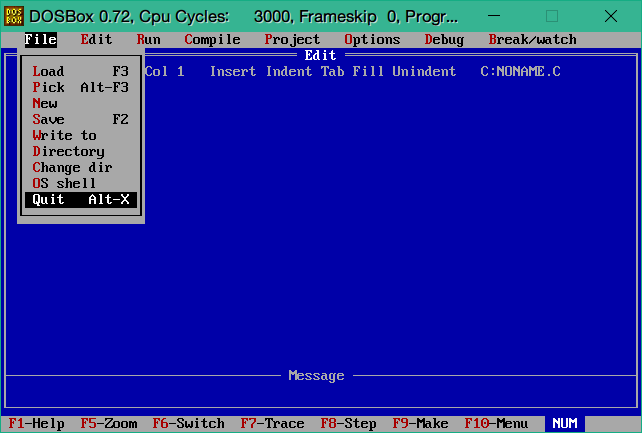 DOS BOX DOSBox 0.72, Cpu Cycles: 3000, Frameskip 0, Progr...
File Edit Run Compile Project Options Debug Break/watch
Edit
Col 1 Insert Indent Tab Fill Unindent C:NONAME.C
Load F3
Pick Alt-F3
New
Save F2
Write to
Directory
Change dir
OS shell
Quit Alt-X
Message
F1-Help F5-Zoom F6-Switch F7-Trace F8-Step F9-Make F10-Menu NUM